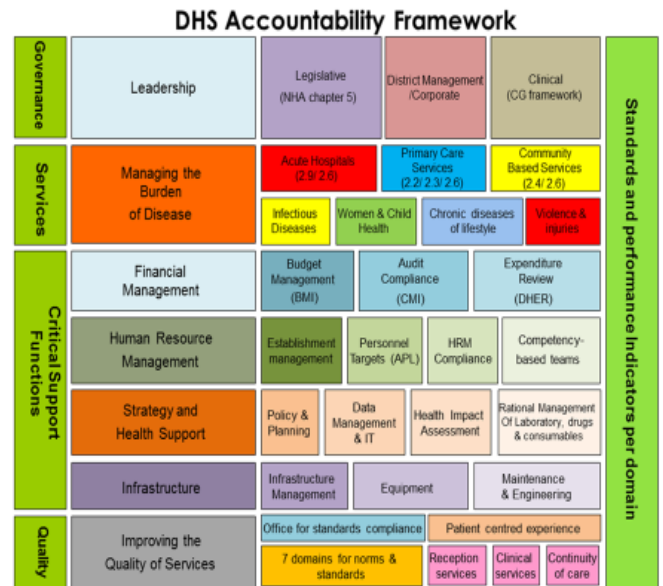 DHS Accountability Framework
Governance
Leadership
Legislative
(NHA chapter 5)
District Management
/Corporate
Clinical
(CG framework)
Services
Managing the
Burden
of Disease
Acute Hospitals
(2.9/ 2.6)
Primary Care
Services
(2.2/ 2.3/ 2.6)
Community
Based Services
(2.4/ 2.6)
Infectious
Diseases
Women & Child
Health
Chronic diseases
of lifestyle
Violence &
injuries
Critical Support
Functions
Financial
Management
Budget
Management
(BMI)
Audit
Compliance
(CMI)
Expenditure
Review
(DHER)
Human Resource
Management
Establishment
management
Personnel
Targets (APL)
HRM
Compliance
Competency-
based teams
Strategy and
Health Support
Policy &
Planning
Data
Management
& IT
Health Impact
Assessment
Rational Management
Of Laboratory, drugs
& consumables
Infrastructure
Infrastructure
Management
Equipment
Maintenance
& Engineering
Quality
Improving the
Quality of Services
Office for standards compliance
Patient centred experience
7 domains for norms &
standards
Reception
services
Clinical
services
Continuity
of care
Standards and performance Indicators per domain